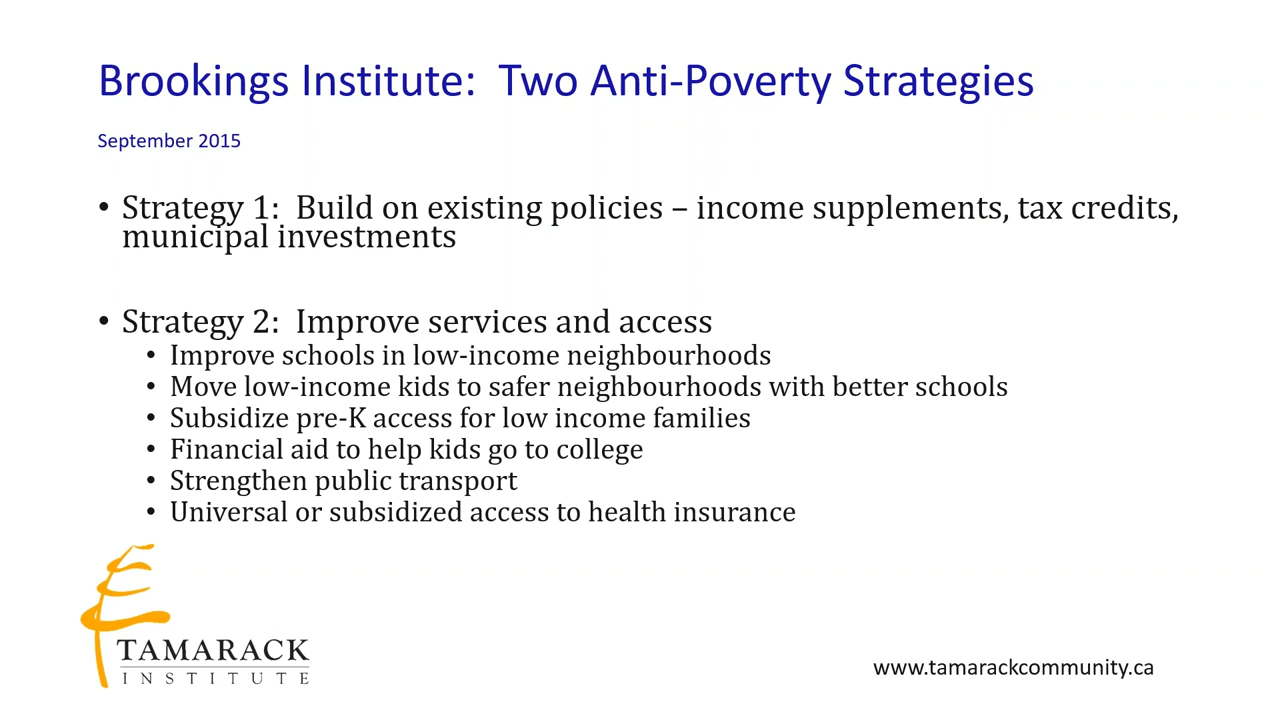 Brookings Institute:  Two Anti-Poverty Strategies
September 2015
• Strategy 1:  Build on existing policies – income supplements, tax credits,
municipal investments
• Strategy 2:  Improve services and access
• Improve schools in low-income neighbourhoods
• Move low-income kids to safer neighbourhoods with better schools
• Subsidize pre-K access for low income families
• Financial aid to help kids go to college
• Strengthen public transport
• Universal or subsidized access to health insurance
TAMARACK
INSTITUTE
www.tamarackcommunity.ca